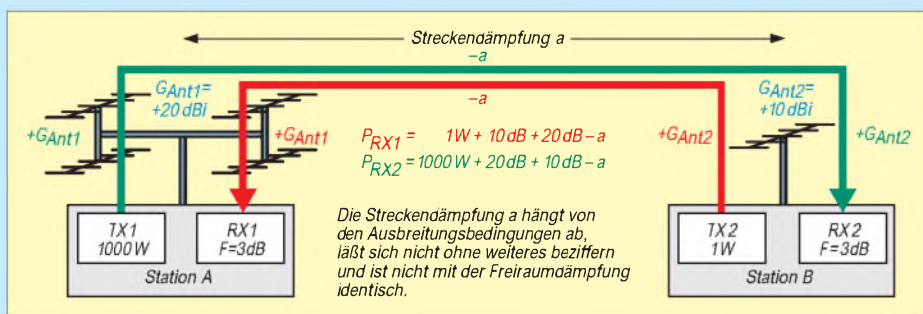 Streckendämpfung a
–a
–a
GAnt1=
+20 dBi
GAnt2=
+10 dBi
+GAnt1
+GAnt1
+GAnt2
+GAnt2
PRX1 = 1W + 10 dB + 20 dB – a
PRX2 = 1000 W + 20 dB + 10 dB – a
Die Streckendämpfung a hängt von
den Ausbreitungsbedingungen ab,
läßt sich nicht ohne weiteres beziffern
und ist nicht mit der Freiraumdämpfung
identisch.
TX1
1000W
RX1
F=3dB
Station A
TX2
1W
RX2
F=3dB
Station B